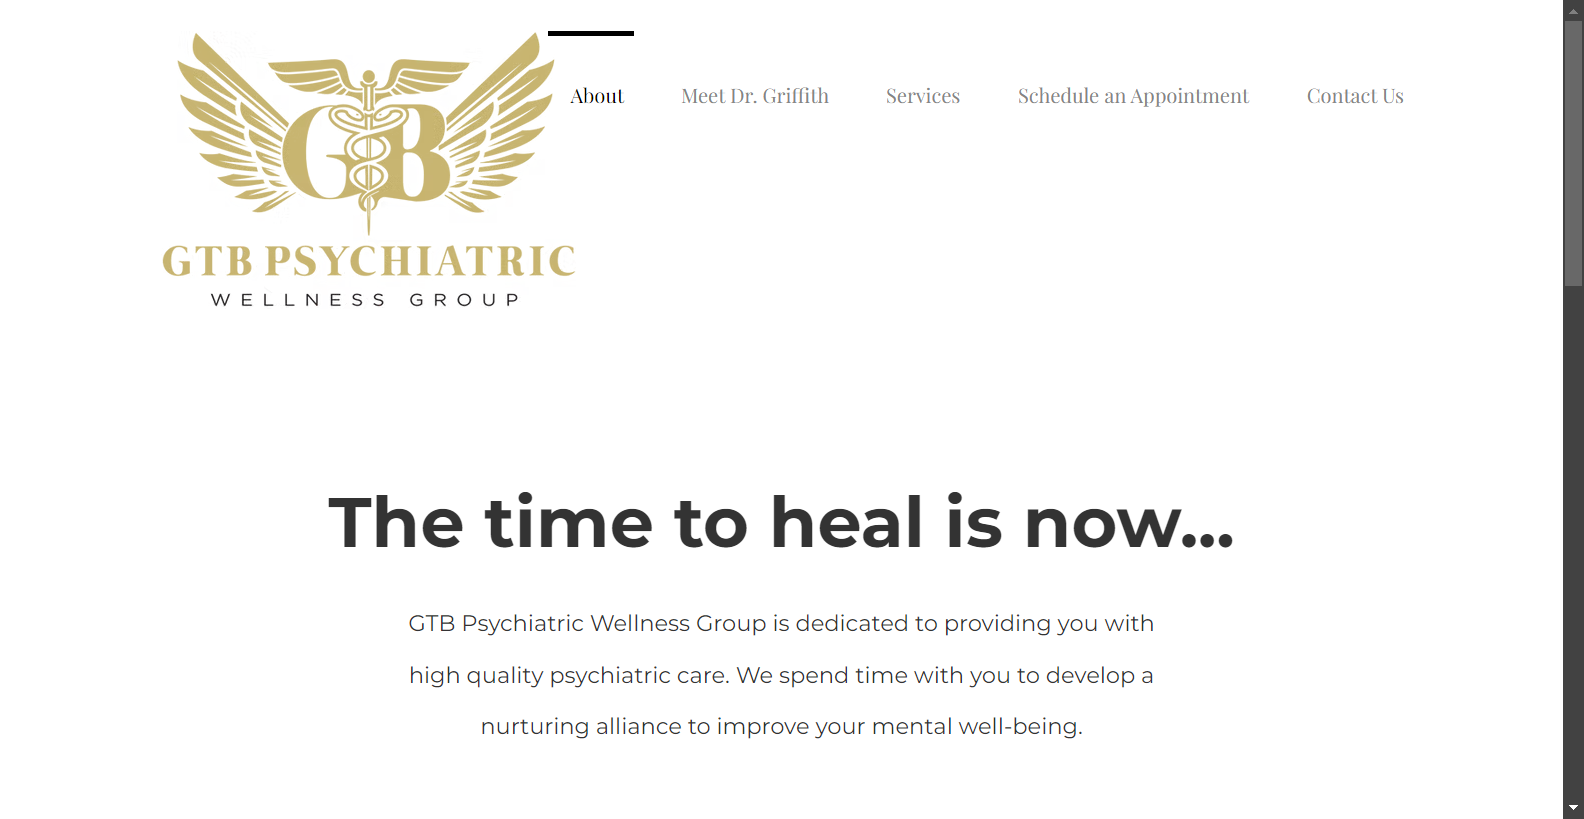 GB
GTB PSYCHIATRIC
WELLNESS GROUP
About
Meet Dr. Griffith
Services
Schedule an Appointment
Contact Us
The time to heal is now...
GTB Psychiatric Wellness Group is dedicated to providing you with
high quality psychiatric care. We spend time with you to develop a
nurturing alliance to improve your mental well-being.